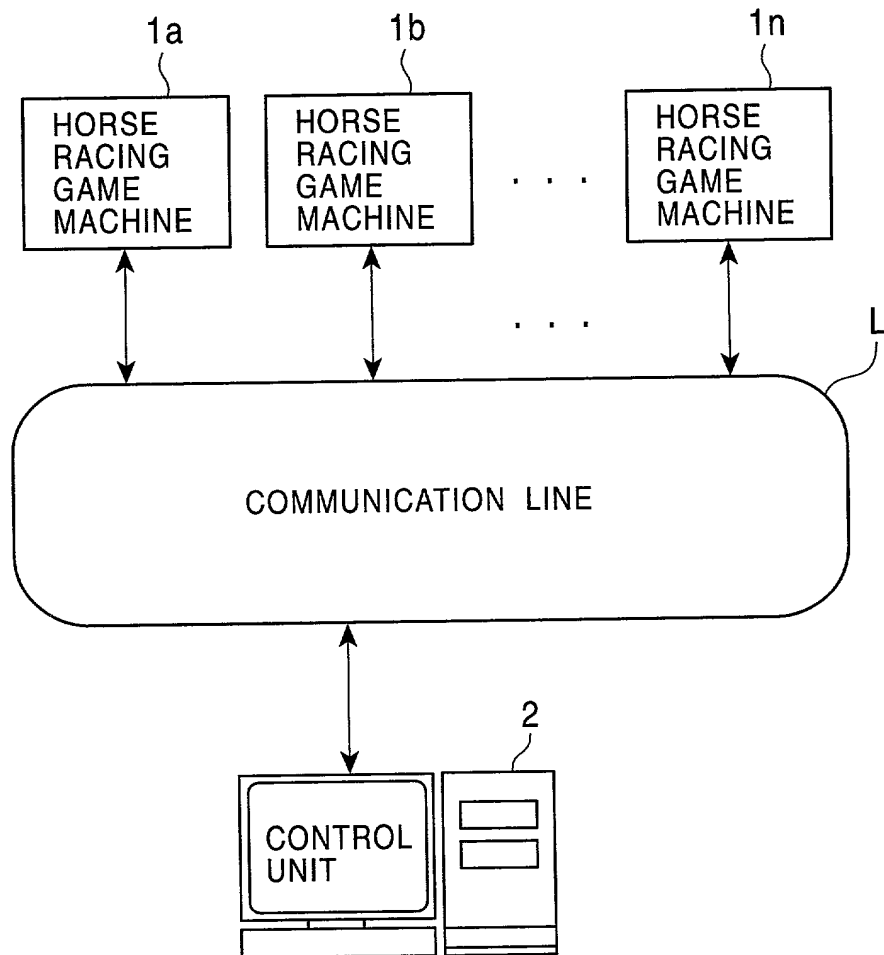 1a
1b
1n
HORSE
RACING
GAME
MACHINE
HORSE
RACING
GAME
MACHINE
. . .
HORSE
RACING
GAME
MACHINE
. . .
L
COMMUNICATION LINE
2
CONTROL
UNIT